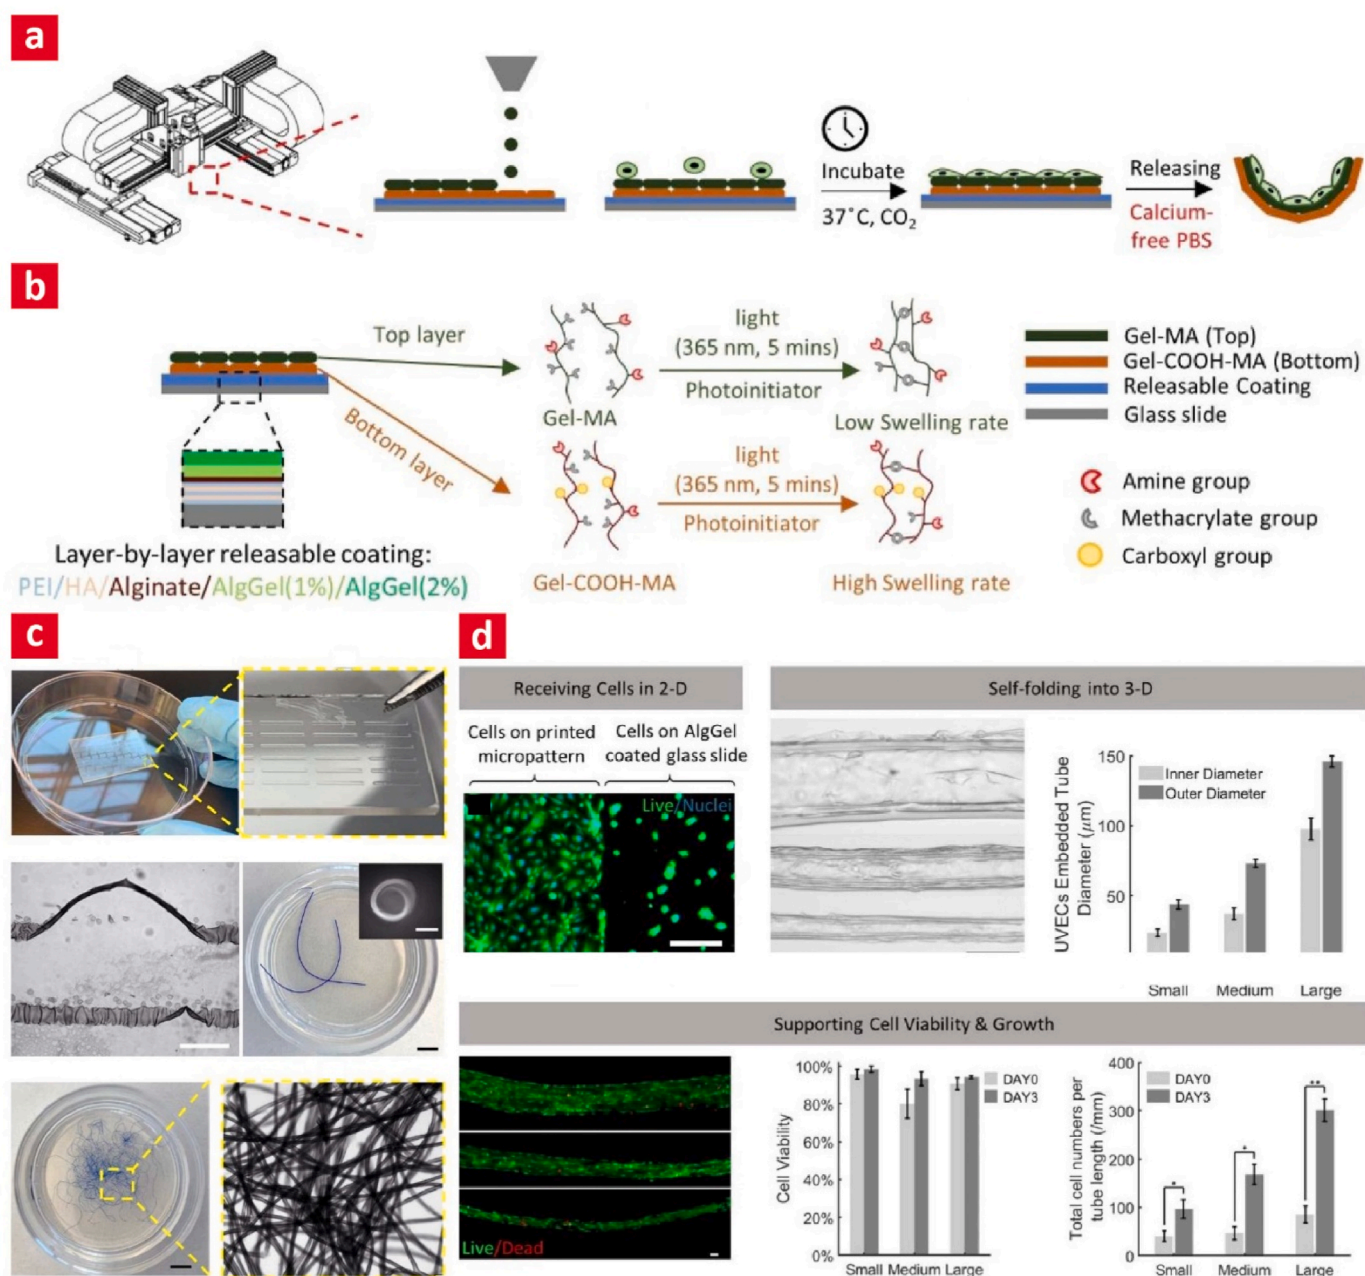 a
Incubate
37˚C, CO2
Releasing
Calcium-
free PBS
b
Top layer
Bottom layer
Gel-MA
light
(365 nm, 5 mins)
Photoinitiator
Low Swelling rate
Gel-COOH-MA
light
(365 nm, 5 mins)
Photoinitiator
High Swelling rate
Gel-MA (Top)
Gel-COOH-MA (Bottom)
Releasable Coating
Glass slide
Amine group
Methacrylate group
Carboxyl group
Layer-by-layer releasable coating:
PEI/HA/Alginate/AlgGel(1%)/AlgGel(2%)
c
d
Receiving Cells in 2-D
Cells on printed
micropattern
Cells on AlgGel
coated glass slide
Live/Nuclei
Self-folding into 3-D
UVECs Embedded Tube
Diameter (μm)
150
100
50
Inner Diameter
Outer Diameter
Small Medium Large
Supporting Cell Viability & Growth
Live/Dead
Cell Viability
100%
80%
60%
40%
20%
0%
DAY0
DAY3
Small Medium Large
Total cell numbers per
tube length (/mm)
400
300
200
100
0
DAY0
DAY3
*
*
**
Small Medium Large